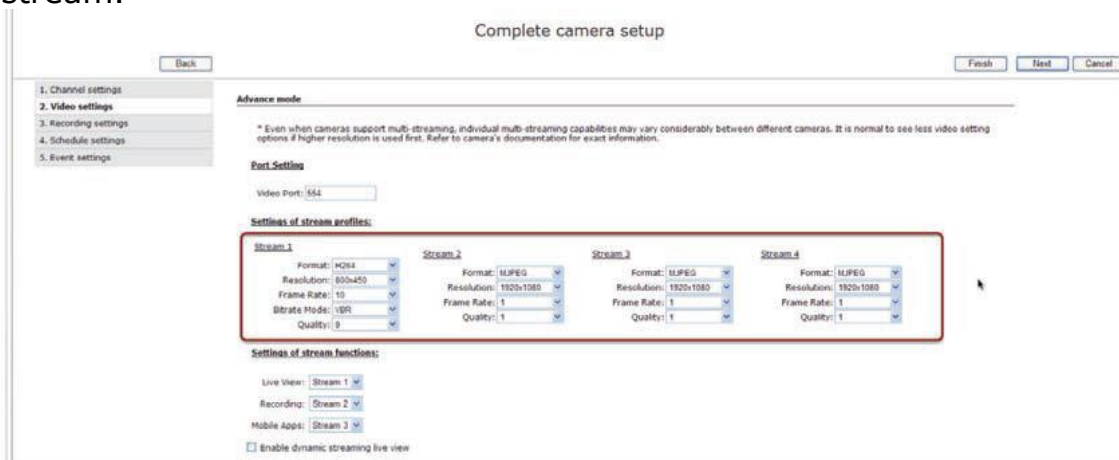 stream.
Complete camera setup
Back Finish Next Cancel
1. Channel settings
2. Video settings
3. Recording settings
4. Schedule settings
5. Event settings
Advance mode
* Even when cameras support multi-streaming, individual multi-streaming capabilities may vary considerably between different cameras. It is normal to see less video setting
options if higher resolution is used first. Refer to camera's documentation for exact information.
Port Setting
Video Port: 554
Settings of stream profiles:
Stream 1
Format: H264
Resolution: 800x450
Frame Rate: 10
Bitrate Mode: VBR
Quality: 9
Stream 2
Format: MJPEG
Resolution: 1920x1080
Frame Rate: 1
Quality: 1
Stream 3
Format: MJPEG
Resolution: 1920x1080
Frame Rate: 1
Quality: 1
Stream 4
Format: MJPEG
Resolution: 1920x1080
Frame Rate: 1
Quality: 1
Settings of stream functions:
Live View: Stream 1
Recording: Stream 2
Mobile Apps: Stream 3
Enable dynamic streaming live view